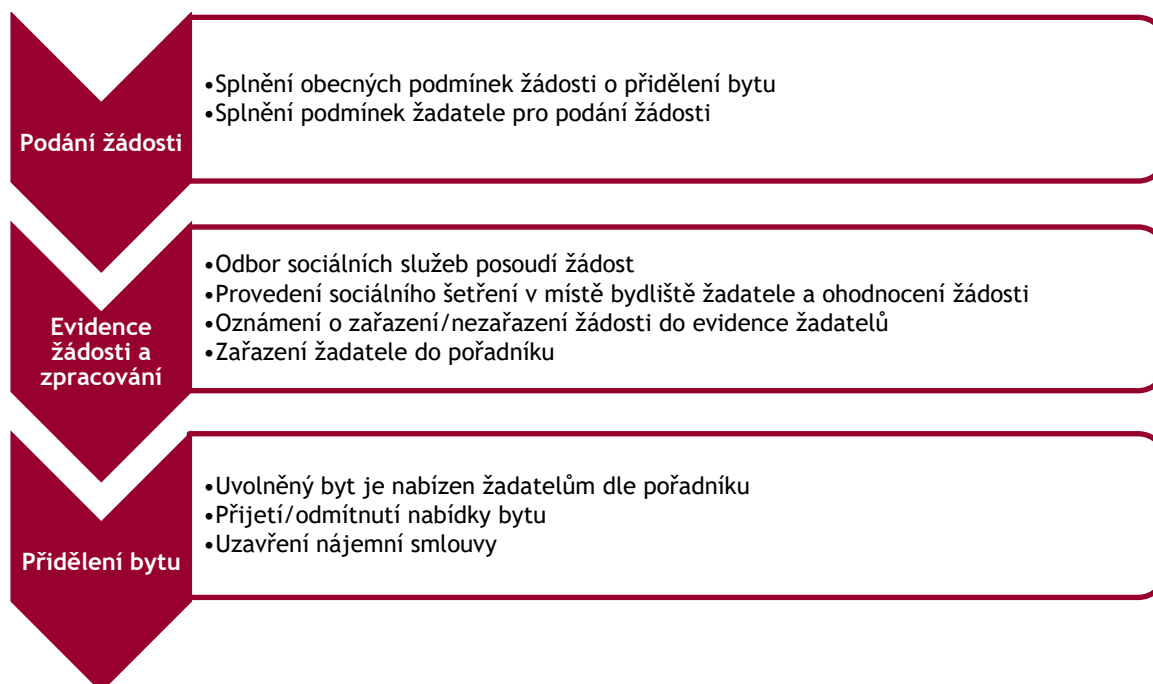 Podání žádosti
•Splnění obecných podmínek žádosti o přidělení bytu
•Splnění podmínek žadatele pro podání žádosti
Evidence
žádosti a
zpracování
•Odbor sociálních služeb posoudí žádost
•Provedení sociálního šetření v místě bydliště žadatele a ohodnocení žádosti
•Oznámení o zařazení/nezařazení žádosti do evidence žadatelů
•Zařazení žadatele do pořadníku
Přidělení bytu
•Uvolněný byt je nabízen žadatelům dle pořadníku
•Přijetí/odmítnutí nabídky bytu
•Uzavření nájemní smlouvy